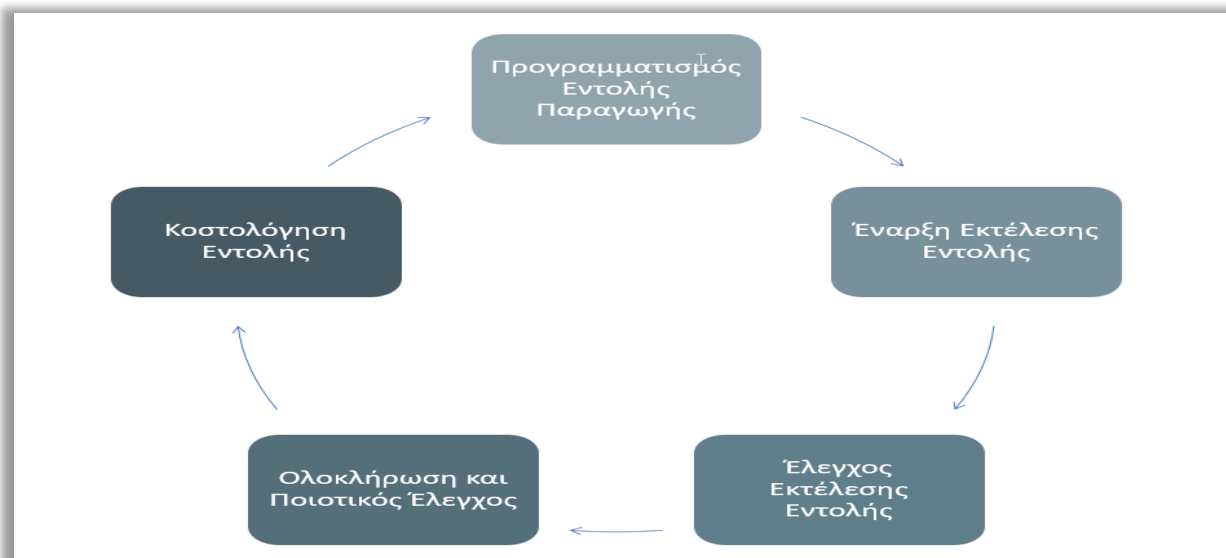 Προγραμματισμός
Εντολής
Παραγωγής
Έναρξη Εκτέλεσης
Εντολής
Έλεγχος
Εκτέλεσης
Εντολής
Ολοκλήρωση και
Ποιοτικός Έλεγχος
Κοστολόγηση
Εντολής